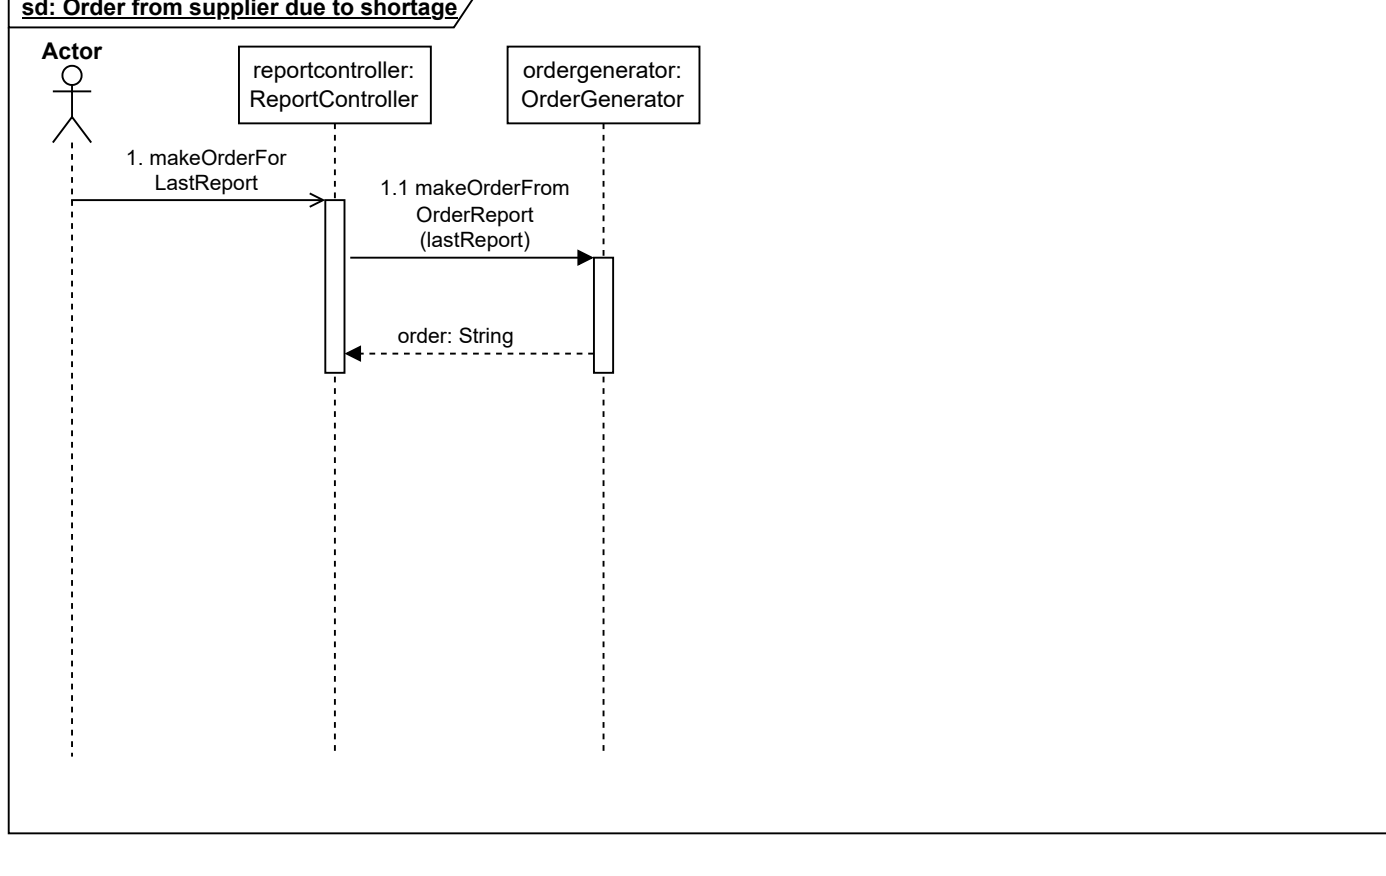 sd: Order from supplier due to shortage
Actor
reportcontroller:
ReportController
ordergenerator:
OrderGenerator
1. makeOrderFor
LastReport
1.1 makeOrderFrom
OrderReport
(lastReport)
order: String